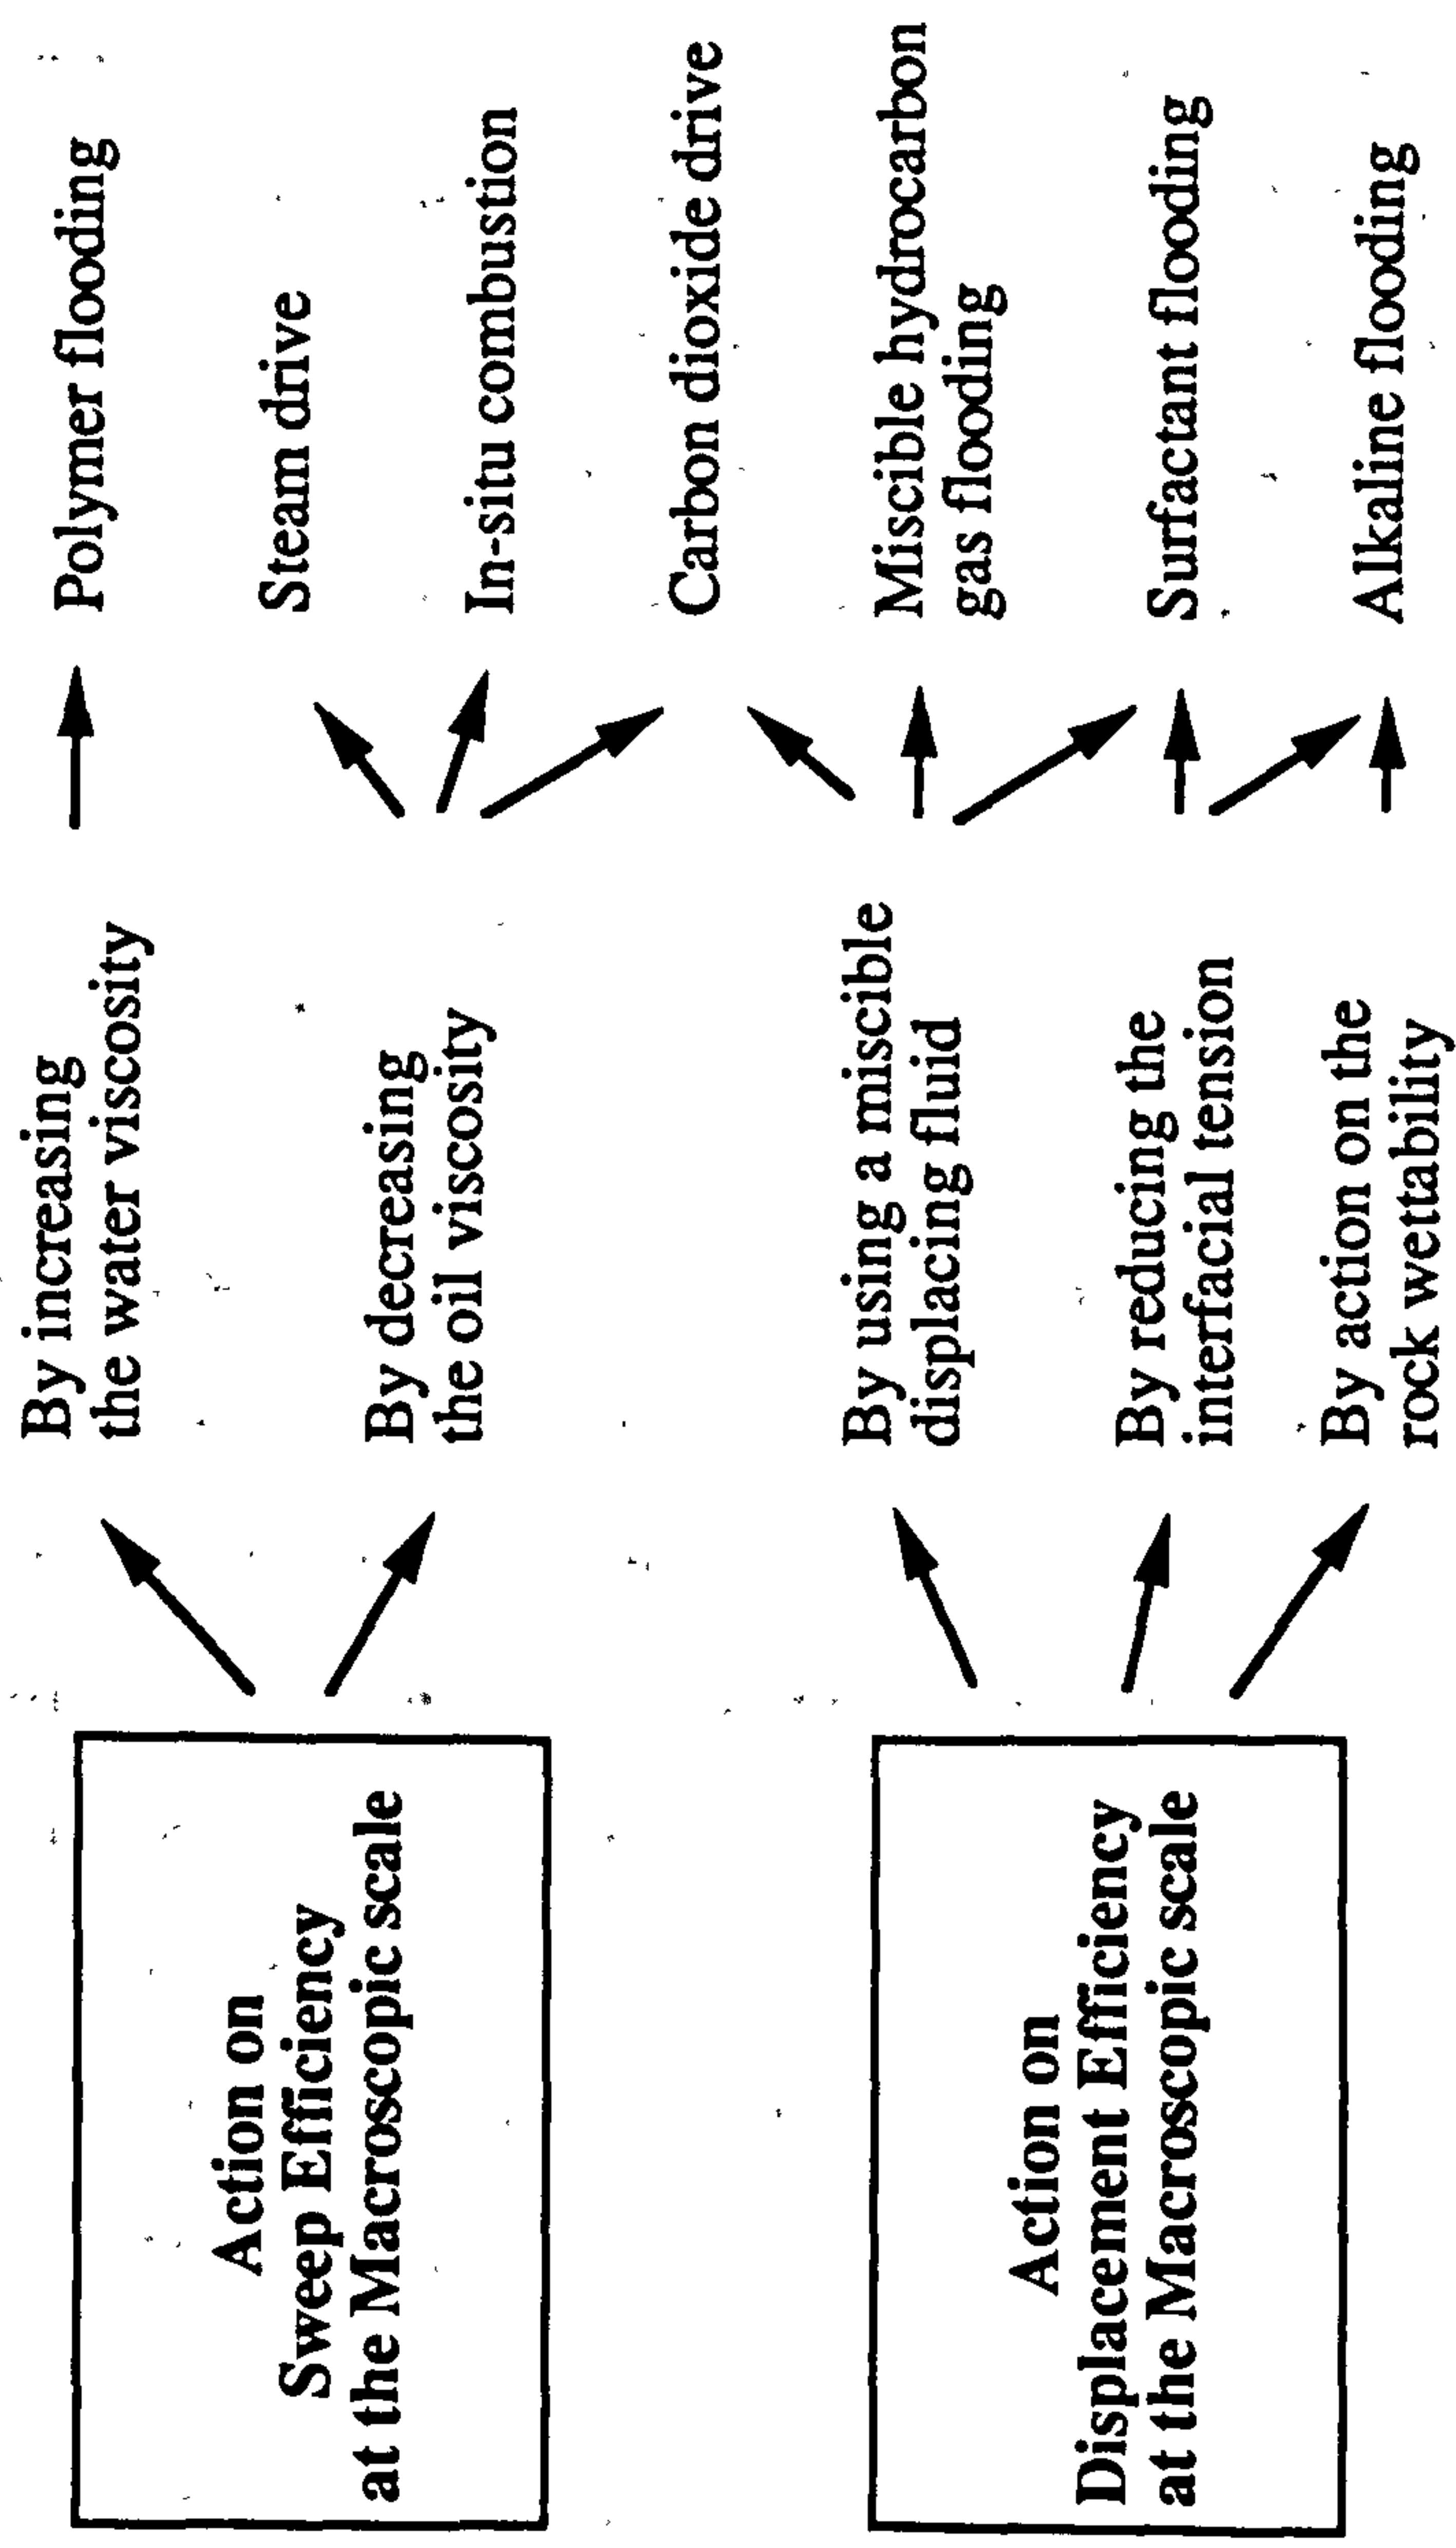 Action on
Sweep Efficiency
at the Macroscopic scale
By increasing
the water viscosity
By decreasing
the oil viscosity
Polymer flooding
Steam drive
In-situ combustion
Carbon dioxide drive
Action on
Displacement Efficiency
at the Macroscopic scale
By using a miscible
displacing fluid
By reducing the
interfacial tension
By action on the
rock wettability
Miscible hydrocarbon
gas flooding
Surfactant flooding
Alkaline flooding